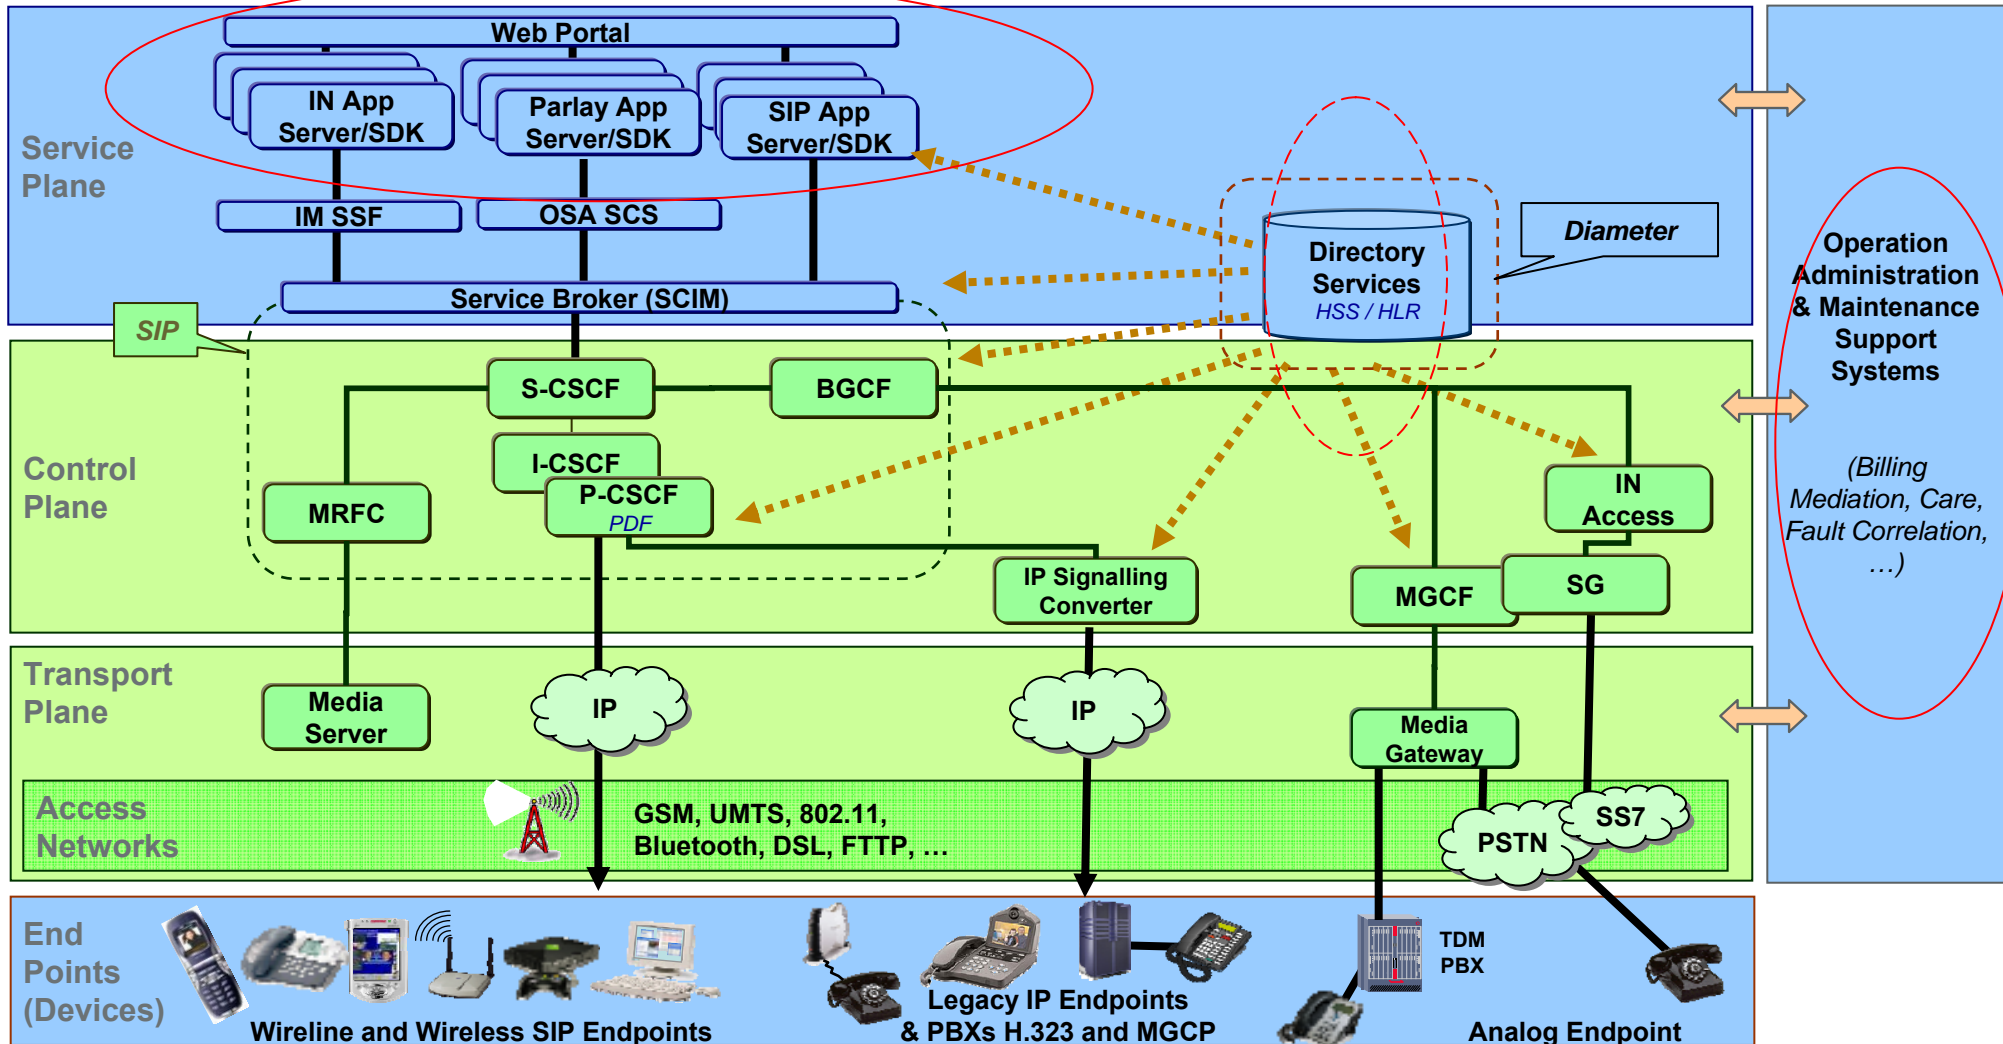 Web Portal
IN App
Server/SDK
Parlay App
Server/SDK
SIP App
Server/SDK
Service
Plane
IM SSF
OSA SCS
Service Broker (SCIM)
Directory
Services
HSS / HLR
Diameter
Operation
Administration
& Maintenance
Support
Systems
(Billing
Mediation, Care,
Fault Correlation,
…)
SIP
S-CSCF
BGCF
Control
Plane
I-CSCF
P-CSCF
PDF
MRFC
IN
Access
IP Signalling
Converter
MGCF
SG
Transport
Plane
Media
Server
IP
IP
Media
Gateway
Access
Networks
GSM, UMTS, 802.11,
Bluetooth, DSL, FTTP, …
PSTN
SS7
End
Points
(Devices)
Wireline and Wireless SIP Endpoints
Legacy IP Endpoints
& PBXs H.323 and MGCP
TDM
PBX
Analog Endpoint